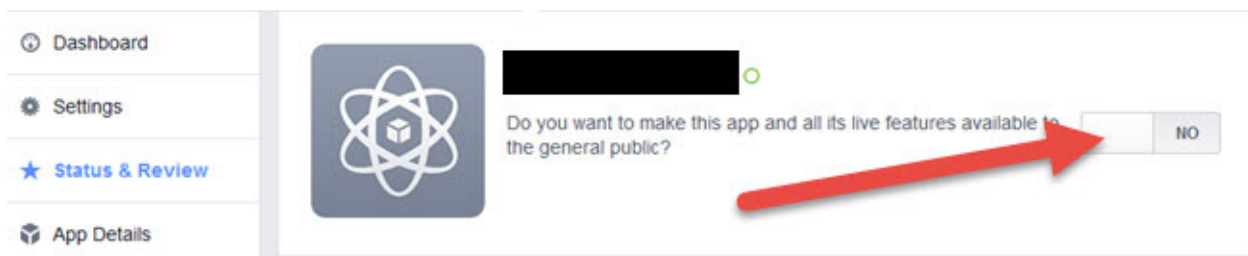 Dashboard
Settings
Status & Review
App Details
Do you want to make this app and all its live features available to
the general public?
NO